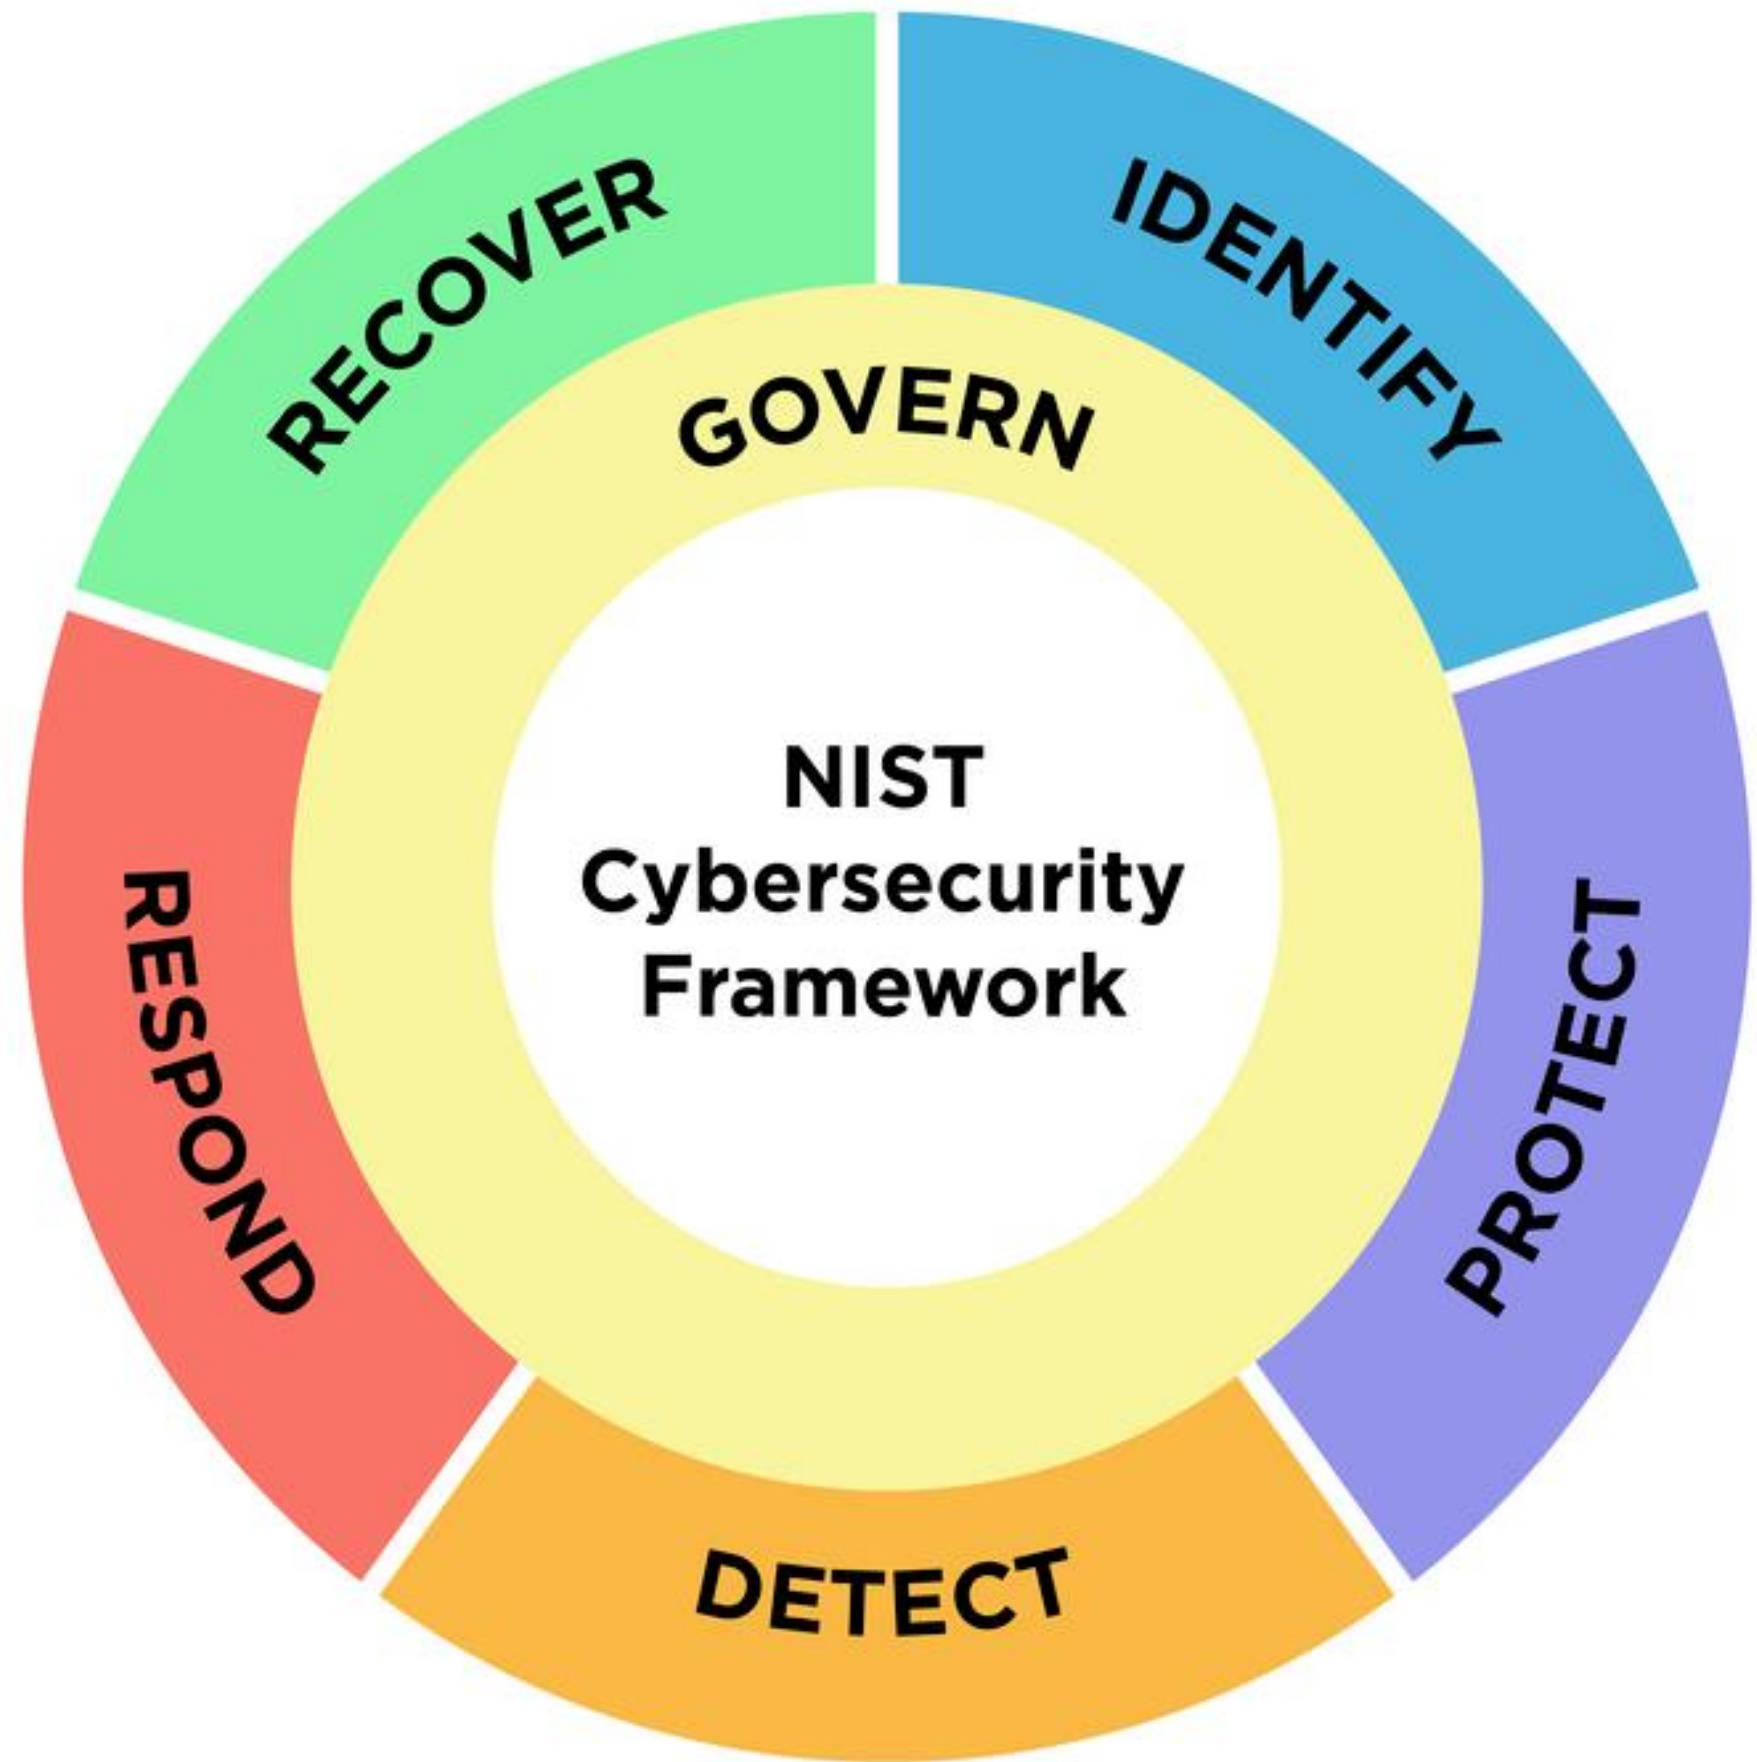 RECOVER
IDENTIFY
GOVERN
NIST
Cybersecurity
Framework
RESPOND
PROTECT
DETECT